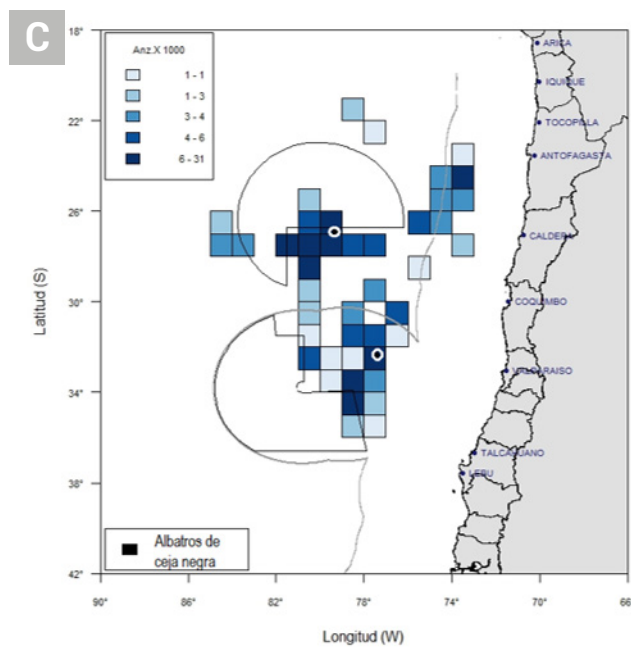 C
Anz.X 1000
1 - 1
1 - 3
3 - 4
4 - 6
6 - 31
18°
22°
26°
30°
34°
38°
42°
Latitud (S)
ARICA
IQUIQUE
TOCOPILLA
ANTOFAGASTA
CALDERA
COQUIMBO
VALPARAISO
TALCAHUANO
LEBU
Albatros de
ceja negra
90°
86°
82°
78°
74°
70°
66
Longitud (W)